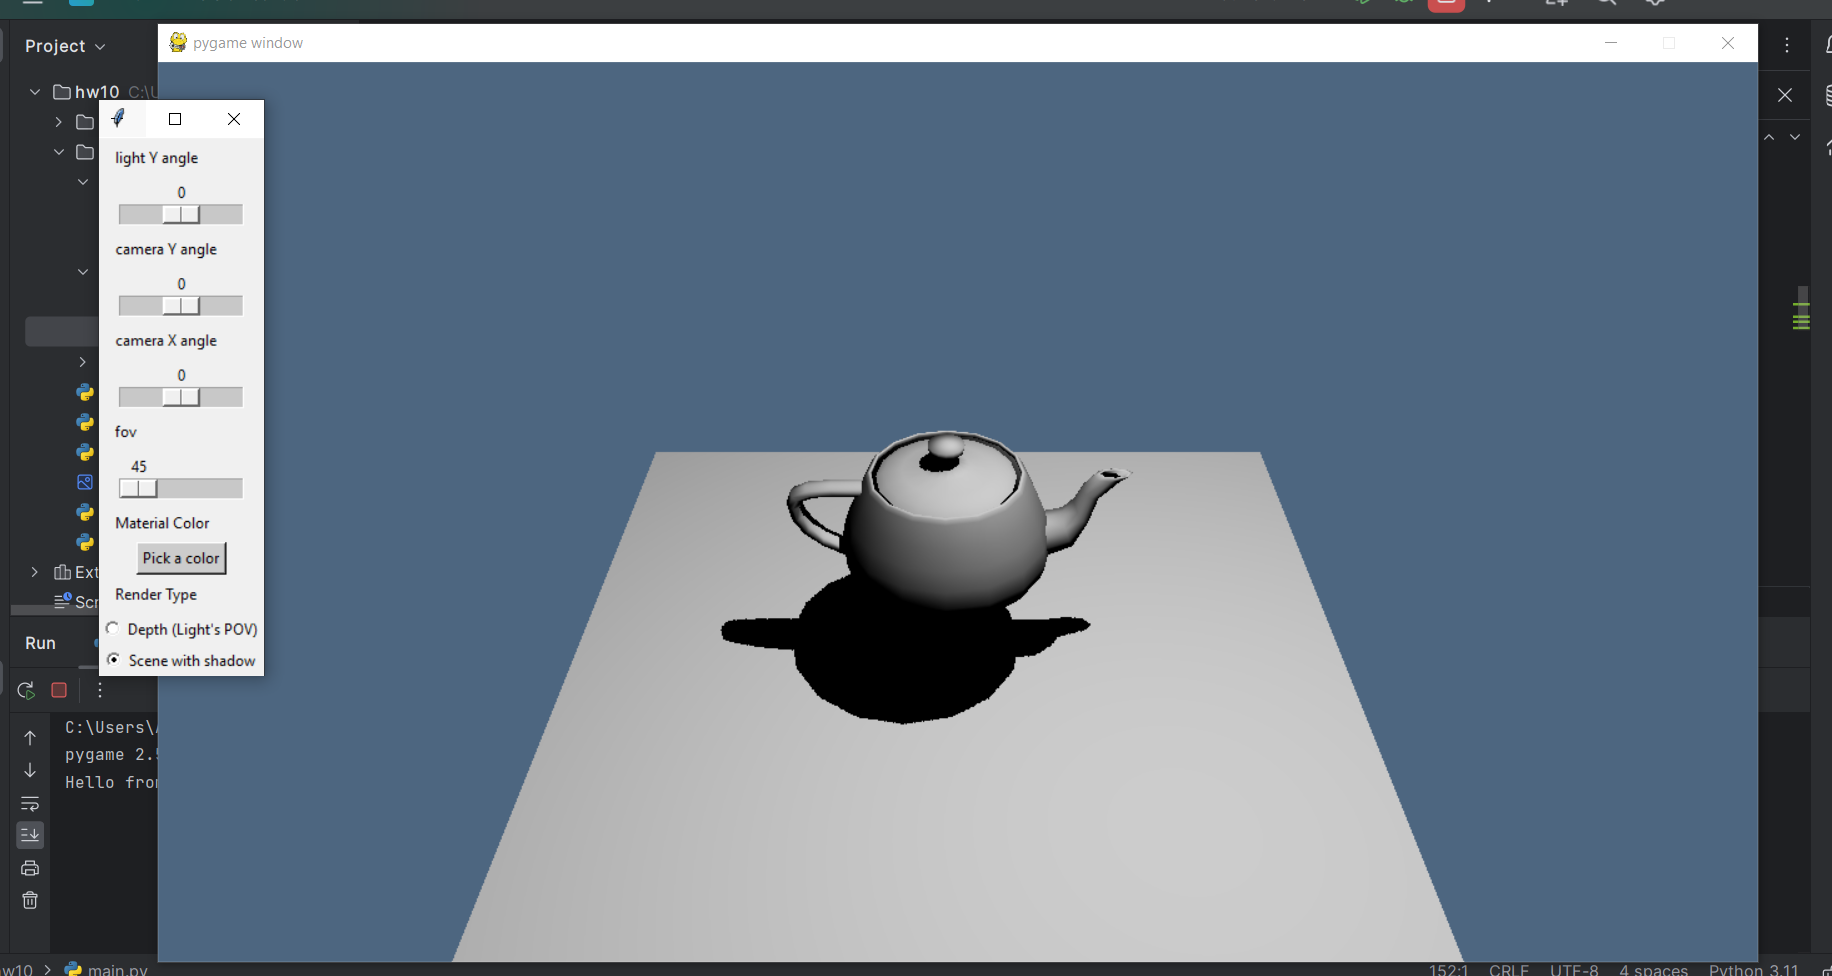 Project
pygame window
hw10 C:\U
light Y angle
0
camera Y angle
0
camera X angle
0
fov
45
Material Color
Pick a color
Render Type
Depth (Light's POV)
Scene with shadow
Ext
Scr
Run
C:\Users\
pygame 2.
Hello from
w10
main.py
152:1 CRLF UTF-8 4 spaces Python 3.11